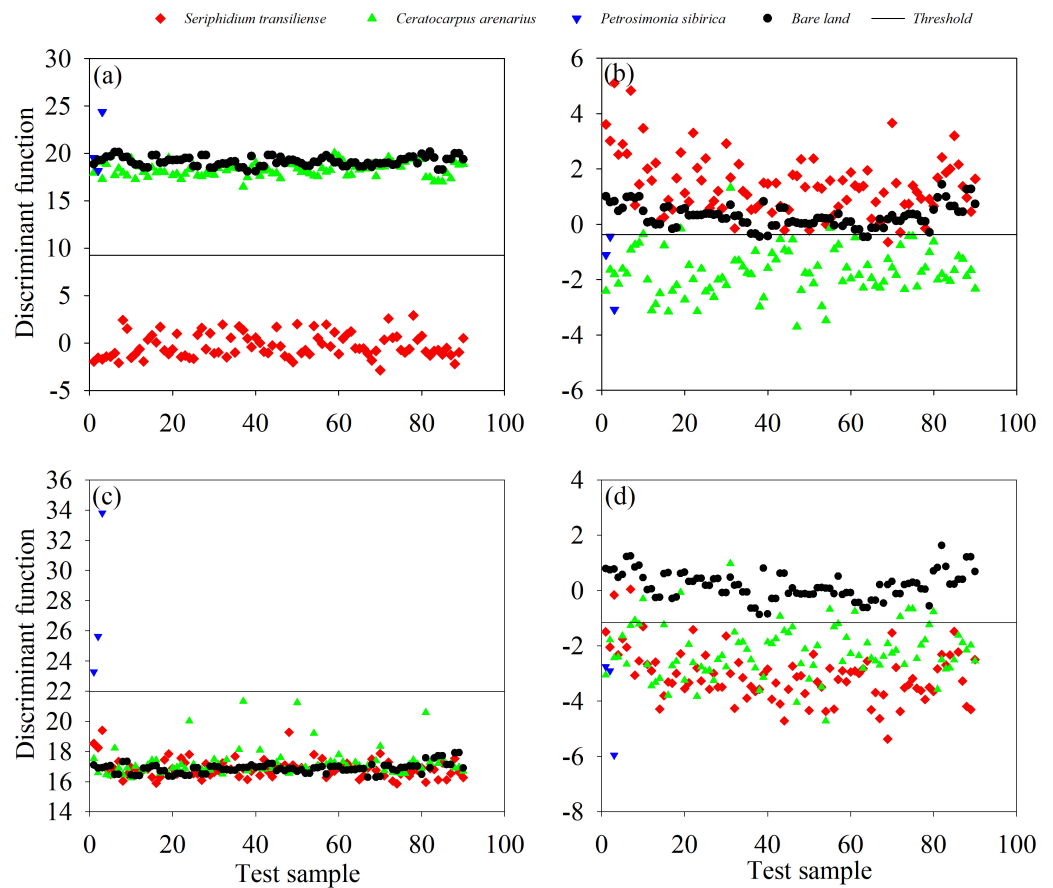 Seriphidium transiliense Ceratocarpus arenarius Petrosimonia sibirica Bare land Threshold
(a)
Discriminant function
30
25
20
15
10
5
0
-5
0 20 40 60 80 100
(b)
6
4
2
0
-2
-4
-6
0 20 40 60 80 100
(c)
Discriminant function
36
34
32
30
28
26
24
22
20
18
16
14
0 20 40 60 80 100
Test sample
(d)
4
2
0
-2
-4
-6
-8
0 20 40 60 80 100
Test sample